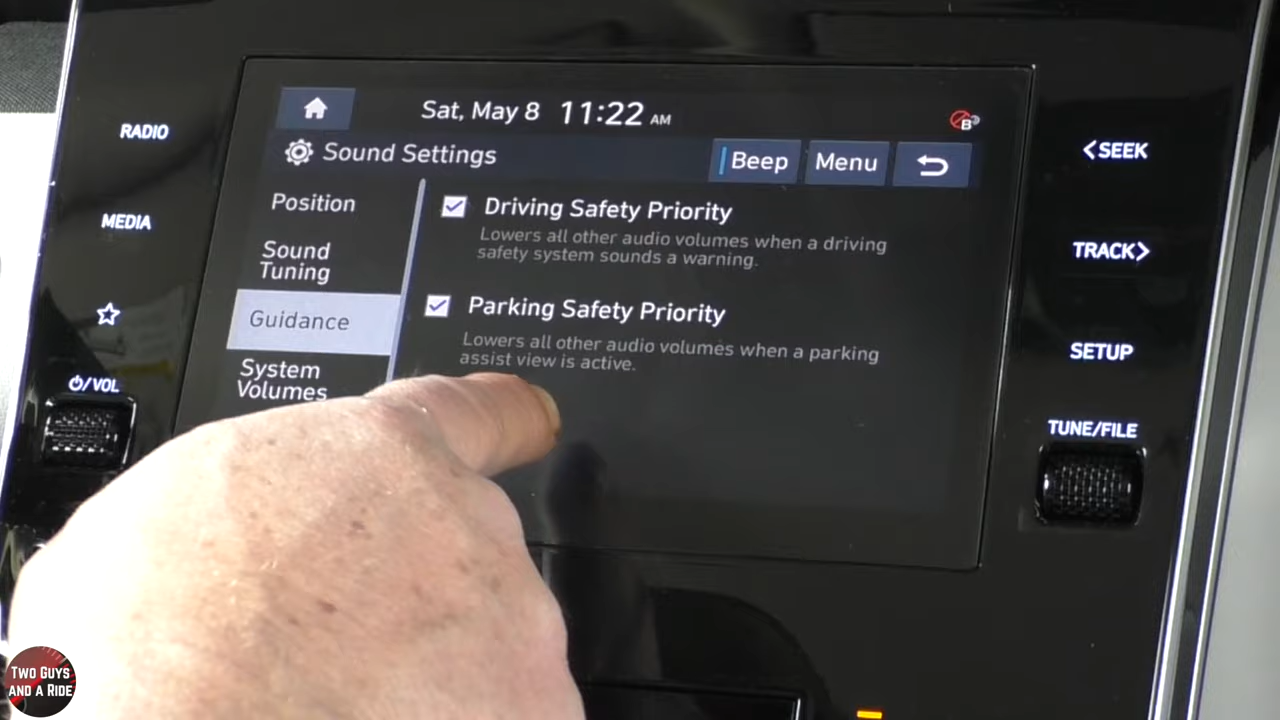 RADIO
MEDIA
⏻/VOL
Sat, May 8 11:22 AM
B
Sound Settings
Beep
Menu
Position
Sound
Tuning
Guidance
System
Volumes
Driving Safety Priority
Lowers all other audio volumes when a driving
safety system sounds a warning.
Parking Safety Priority
Lowers all other audio volumes when a parking
assist view is active.
<SEEK
TRACK>
SETUP
TUNE/FILE
TWO GUYS
AND A RIDE